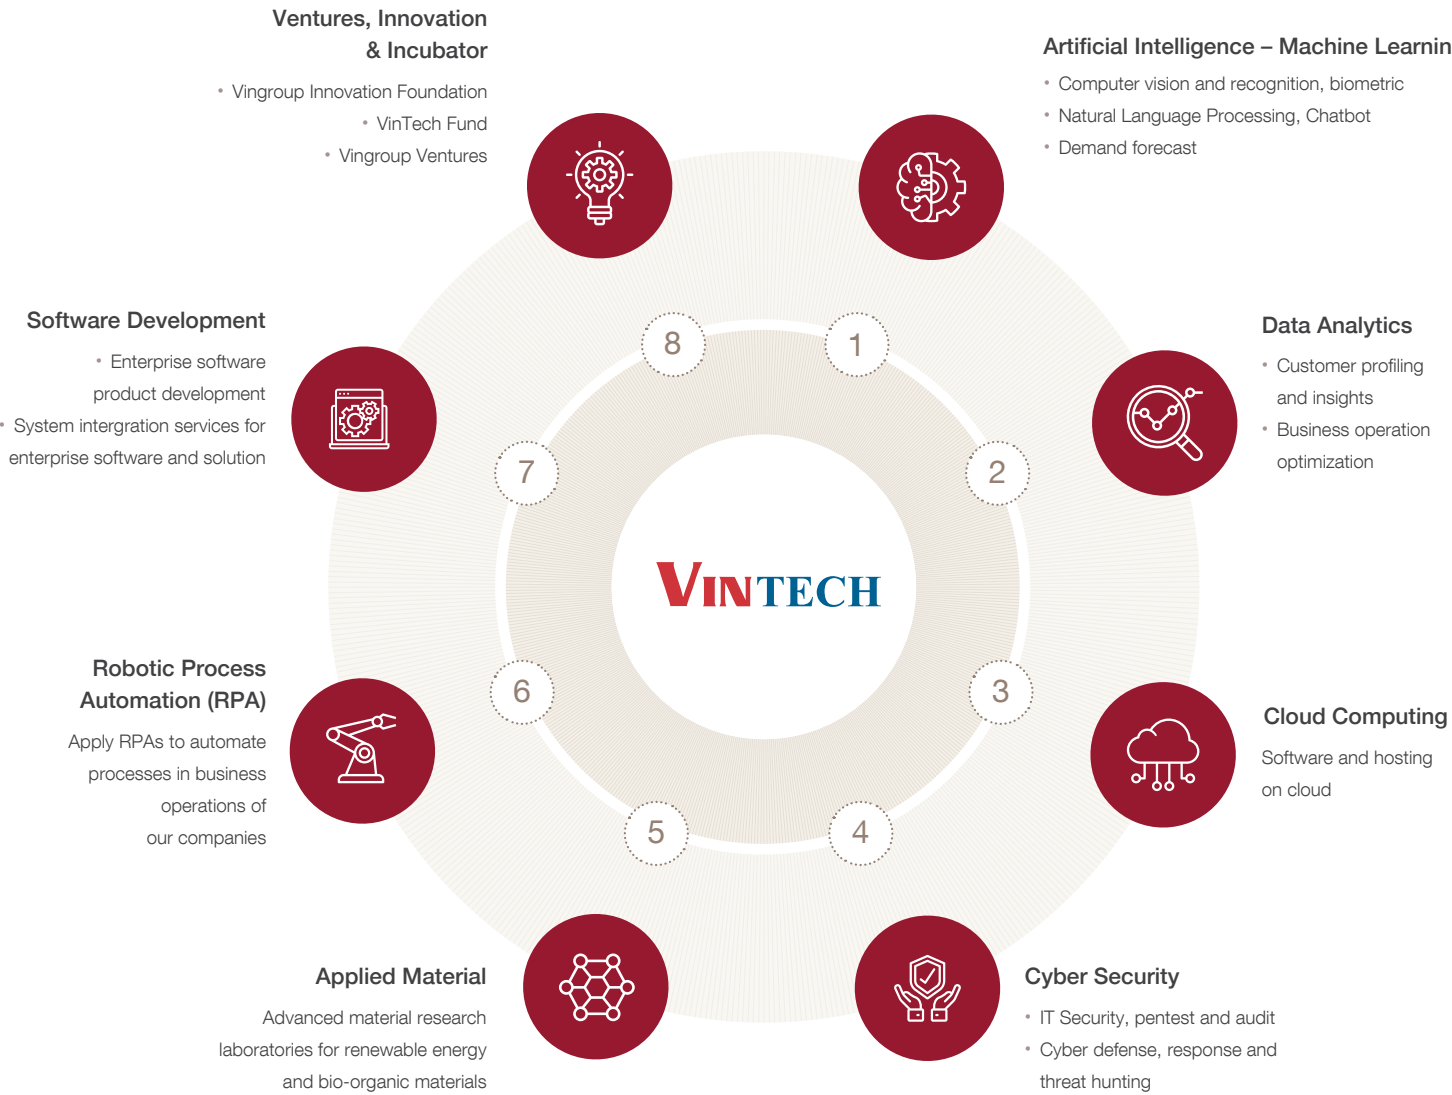 Ventures, Innovation
& Incubator
• Vingroup Innovation Foundation
• VinTech Fund
• Vingroup Ventures
Artificial Intelligence – Machine Learnin
• Computer vision and recognition, biometric
• Natural Language Processing, Chatbot
• Demand forecast
Software Development
• Enterprise software
product development
• System intergration services for
enterprise software and solution
Data Analytics
• Customer profiling
and insights
• Business operation
optimization
8
1
7
2
VINTECH
6
3
5
4
Robotic Process
Automation (RPA)
Apply RPAs to automate
processes in business
operations of
our companies
Cloud Computing
Software and hosting
on cloud
Applied Material
Advanced material research
laboratories for renewable energy
and bio-organic materials
Cyber Security
• IT Security, pentest and audit
• Cyber defense, response and
threat hunting